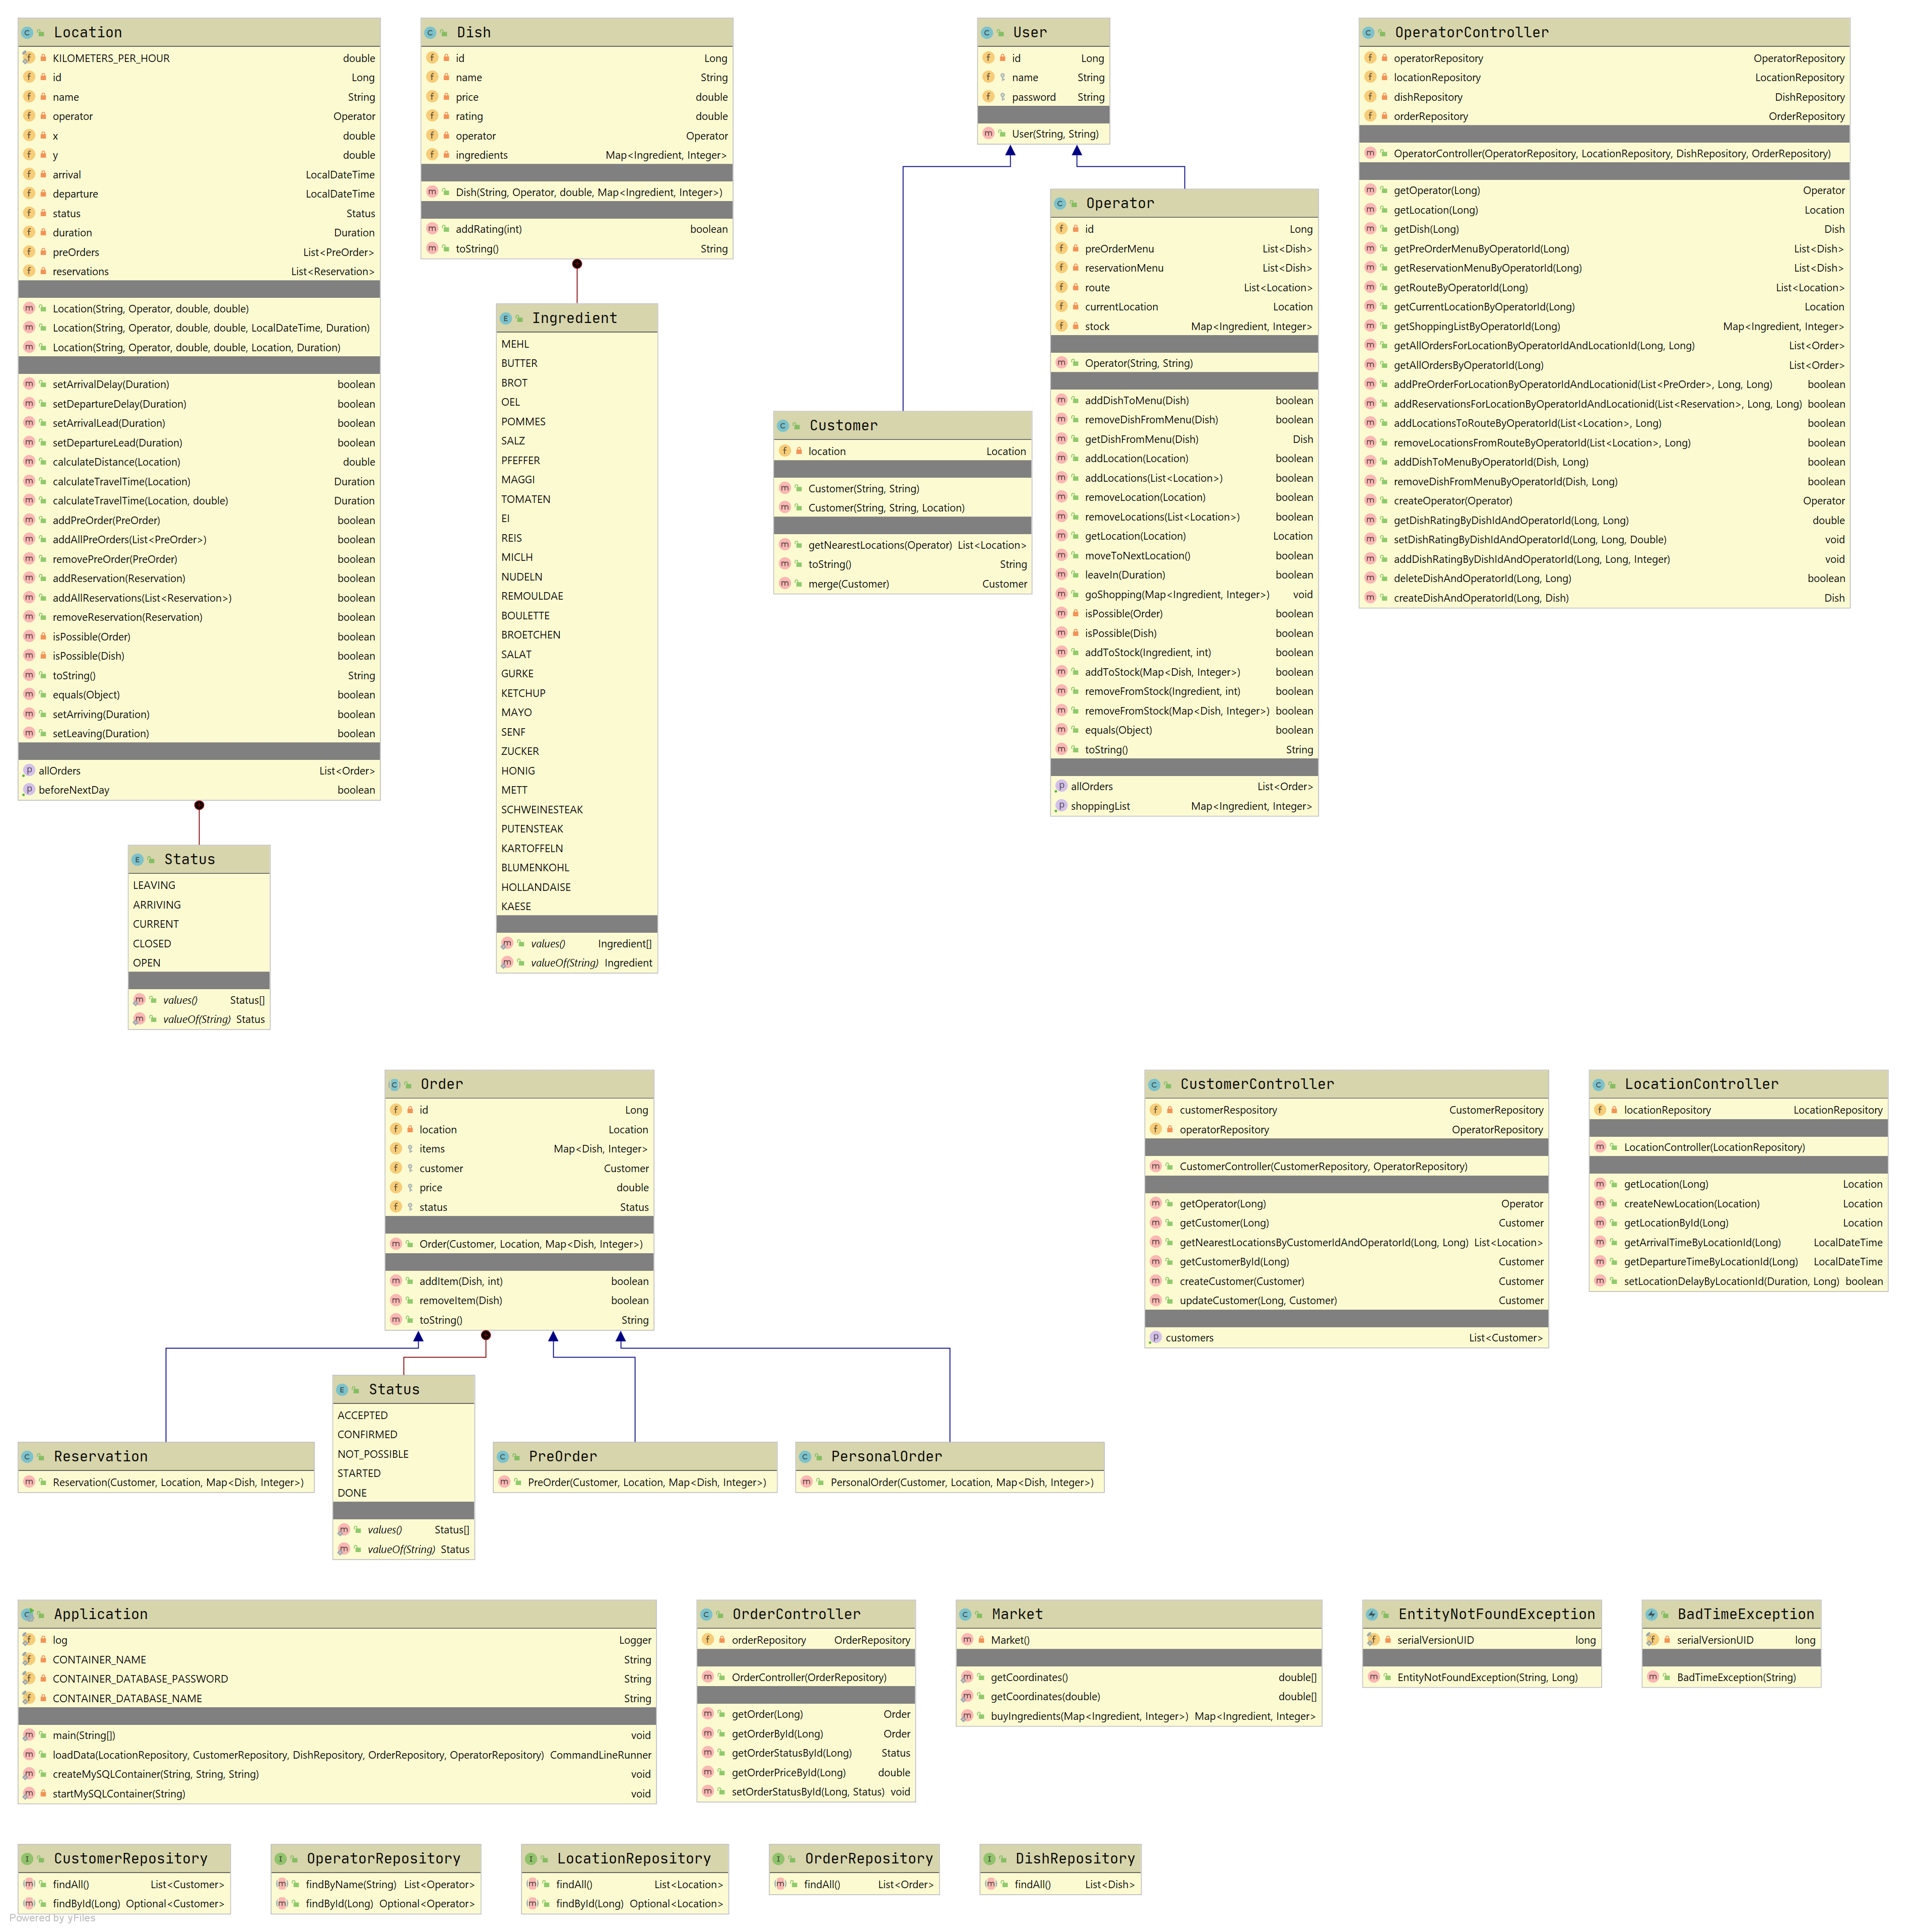 Location
KILOMETERS_PER_HOUR double
id Long
name String
operator Operator
x double
y double
arrival LocalDateTime
departure LocalDateTime
status Status
duration Duration
preOrders List<PreOrder>
reservations List<Reservation>
Location(String, Operator, double, double)
Location(String, Operator, double, double, LocalDateTime, Duration)
Location(String, Operator, double, double, Location, Duration)
setArrivalDelay(Duration) boolean
setDepartureDelay(Duration) boolean
setArrivalLead(Duration) boolean
setDepartureLead(Duration) boolean
calculateDistance(Location) double
calculateTravelTime(Location) Duration
calculateTravelTime(Location, double) Duration
addPreOrder(PreOrder) boolean
addAllPreOrders(List<PreOrder>) boolean
removePreOrder(PreOrder) boolean
addReservation(Reservation) boolean
addAllReservations(List<Reservation>) boolean
removeReservation(Reservation) boolean
isPossible(Order) boolean
isPossible(Dish) boolean
toString() String
equals(Object) boolean
setArriving(Duration) boolean
setLeaving(Duration) boolean
allOrders List<Order>
beforeNextDay boolean
Status
LEAVING
ARRIVING
CURRENT
CLOSED
OPEN
values() Status[]
valueOf(String) Status
Dish
id Long
name String
price double
rating double
operator Operator
ingredients Map<Ingredient, Integer>
Dish(String, Operator, double, Map<Ingredient, Integer>)
addRating(int) boolean
toString() String
Ingredient
MEHL
BUTTER
BROT
OEL
POMMES
SALZ
PFEFFER
MAGGI
TOMATEN
EI
REIS
MICLH
NUDELN
REMOULDAE
BOULETTE
BROETCHEN
SALAT
GURKE
KETCHUP
MAYO
SENF
ZUCKER
HONIG
METT
SCHWEINESTEAK
PUTENSTEAK
KARTOFFELN
BLUMENKOHL
HOLLANDAISE
KAESE
values() Ingredient[]
valueOf(String) Ingredient
User
id Long
name String
password String
User(String, String)
Customer
location Location
Customer(String, String)
Customer(String, String, Location)
getNearestLocations(Operator) List<Location>
toString() String
merge(Customer) Customer
Operator
id Long
preOrderMenu List<Dish>
reservationMenu List<Dish>
route List<Location>
currentLocation Location
stock Map<Ingredient, Integer>
Operator(String, String)
addDishToMenu(Dish) boolean
removeDishFromMenu(Dish) boolean
getDishFromMenu(Dish) Dish
addLocation(Location) boolean
addLocations(List<Location>) boolean
removeLocation(Location) boolean
removeLocations(List<Location>) boolean
getLocation(Location) Location
moveToNextLocation() boolean
leaveIn(Duration) boolean
goShopping(Map<Ingredient, Integer>) void
isPossible(Order) boolean
isPossible(Dish) boolean
addToStock(Ingredient, int) boolean
addToStock(Map<Dish, Integer>) boolean
removeFromStock(Ingredient, int) boolean
removeFromStock(Map<Dish, Integer>) boolean
equals(Object) boolean
toString() String
allOrders List<Order>
shoppingList Map<Ingredient, Integer>
OperatorController
operatorRepository OperatorRepository
locationRepository LocationRepository
dishRepository DishRepository
orderRepository OrderRepository
OperatorController(OperatorRepository, LocationRepository, DishRepository, OrderRepository)
getOperator(Long) Operator
getLocation(Long) Location
getDish(Long) Dish
getPreOrderMenuByOperatorId(Long) List<Dish>
getReservationMenuByOperatorId(Long) List<Dish>
getRouteByOperatorId(Long) List<Location>
getCurrentLocationByOperatorId(Long) Location
getShoppingListByOperatorId(Long) Map<Ingredient, Integer>
getAllOrdersForLocationByOperatorIdAndLocationId(Long, Long) List<Order>
getAllOrdersByOperatorId(Long) List<Order>
addPreOrderForLocationByOperatorIdAndLocationid(List<PreOrder>, Long, Long) boolean
addReservationsForLocationByOperatorIdAndLocationid(List<Reservation>, Long, Long) boolean
addLocationsToRouteByOperatorId(List<Location>, Long) boolean
removeLocationsFromRouteByOperatorId(List<Location>, Long) boolean
addDishToMenuByOperatorId(Dish, Long) boolean
removeDishFromMenuByOperatorId(Dish, Long) boolean
createOperator(Operator) Operator
getDishRatingByDishIdAndOperatorId(Long, Long) double
setDishRatingByDishIdAndOperatorId(Long, Long, Double) void
addDishRatingByDishIdAndOperatorId(Long, Long, Integer) void
deleteDishAndOperatorId(Long, Long) boolean
createDishAndOperatorId(Long, Dish) Dish
Order
id Long
location Location
items Map<Dish, Integer>
customer Customer
price double
status Status
Order(Customer, Location, Map<Dish, Integer>)
addItem(Dish, int) boolean
removeItem(Dish) boolean
toString() String
Reservation
Reservation(Customer, Location, Map<Dish, Integer>)
Status
ACCEPTED
CONFIRMED
NOT_POSSIBLE
STARTED
DONE
values() Status[]
valueOf(String) Status
PreOrder
PreOrder(Customer, Location, Map<Dish, Integer>)
PersonalOrder
PersonalOrder(Customer, Location, Map<Dish, Integer>)
CustomerController
customerRespository CustomerRepository
operatorRepository OperatorRepository
CustomerController(CustomerRepository, OperatorRepository)
getOperator(Long) Operator
getCustomer(Long) Customer
getNearestLocationsByCustomerIdAndOperatorId(Long, Long) List<Location>
getCustomerById(Long) Customer
createCustomer(Customer) Customer
updateCustomer(Long, Customer) Customer
customers List<Customer>
LocationController
locationRepository LocationRepository
LocationController(LocationRepository)
getLocation(Long) Location
createNewLocation(Location) Location
getLocationById(Long) Location
getArrivalTimeByLocationId(Long) LocalDateTime
getDepartureTimeByLocationId(Long) LocalDateTime
setLocationDelayByLocationId(Duration, Long) boolean
Application
log Logger
CONTAINER_NAME String
CONTAINER_DATABASE_PASSWORD String
CONTAINER_DATABASE_NAME String
main(String[]) void
loadData(LocationRepository, CustomerRepository, DishRepository, OrderRepository, OperatorRepository) CommandLineRunner
createMySQLContainer(String, String, String) void
startMySQLContainer(String) void
OrderController
orderRepository OrderRepository
OrderController(OrderRepository)
getOrder(Long) Order
getOrderById(Long) Order
getOrderStatusById(Long) Status
getOrderPriceById(Long) double
setOrderStatusById(Long, Status) void
Market
Market()
getCoordinates() double[]
getCoordinates(double) double[]
buyIngredients(Map<Ingredient, Integer>) Map<Ingredient, Integer>
EntityNotFoundException
serialVersionUID long
EntityNotFoundException(String, Long)
BadTimeException
serialVersionUID long
BadTimeException(String)
CustomerRepository
findAll() List<Customer>
findById(Long) Optional<Customer>
OperatorRepository
findByName(String) List<Operator>
findById(Long) Optional<Operator>
LocationRepository
findAll() List<Location>
findById(Long) Optional<Location>
OrderRepository
findAll() List<Order>
DishRepository
findAll() List<Dish>
Powered by yFiles